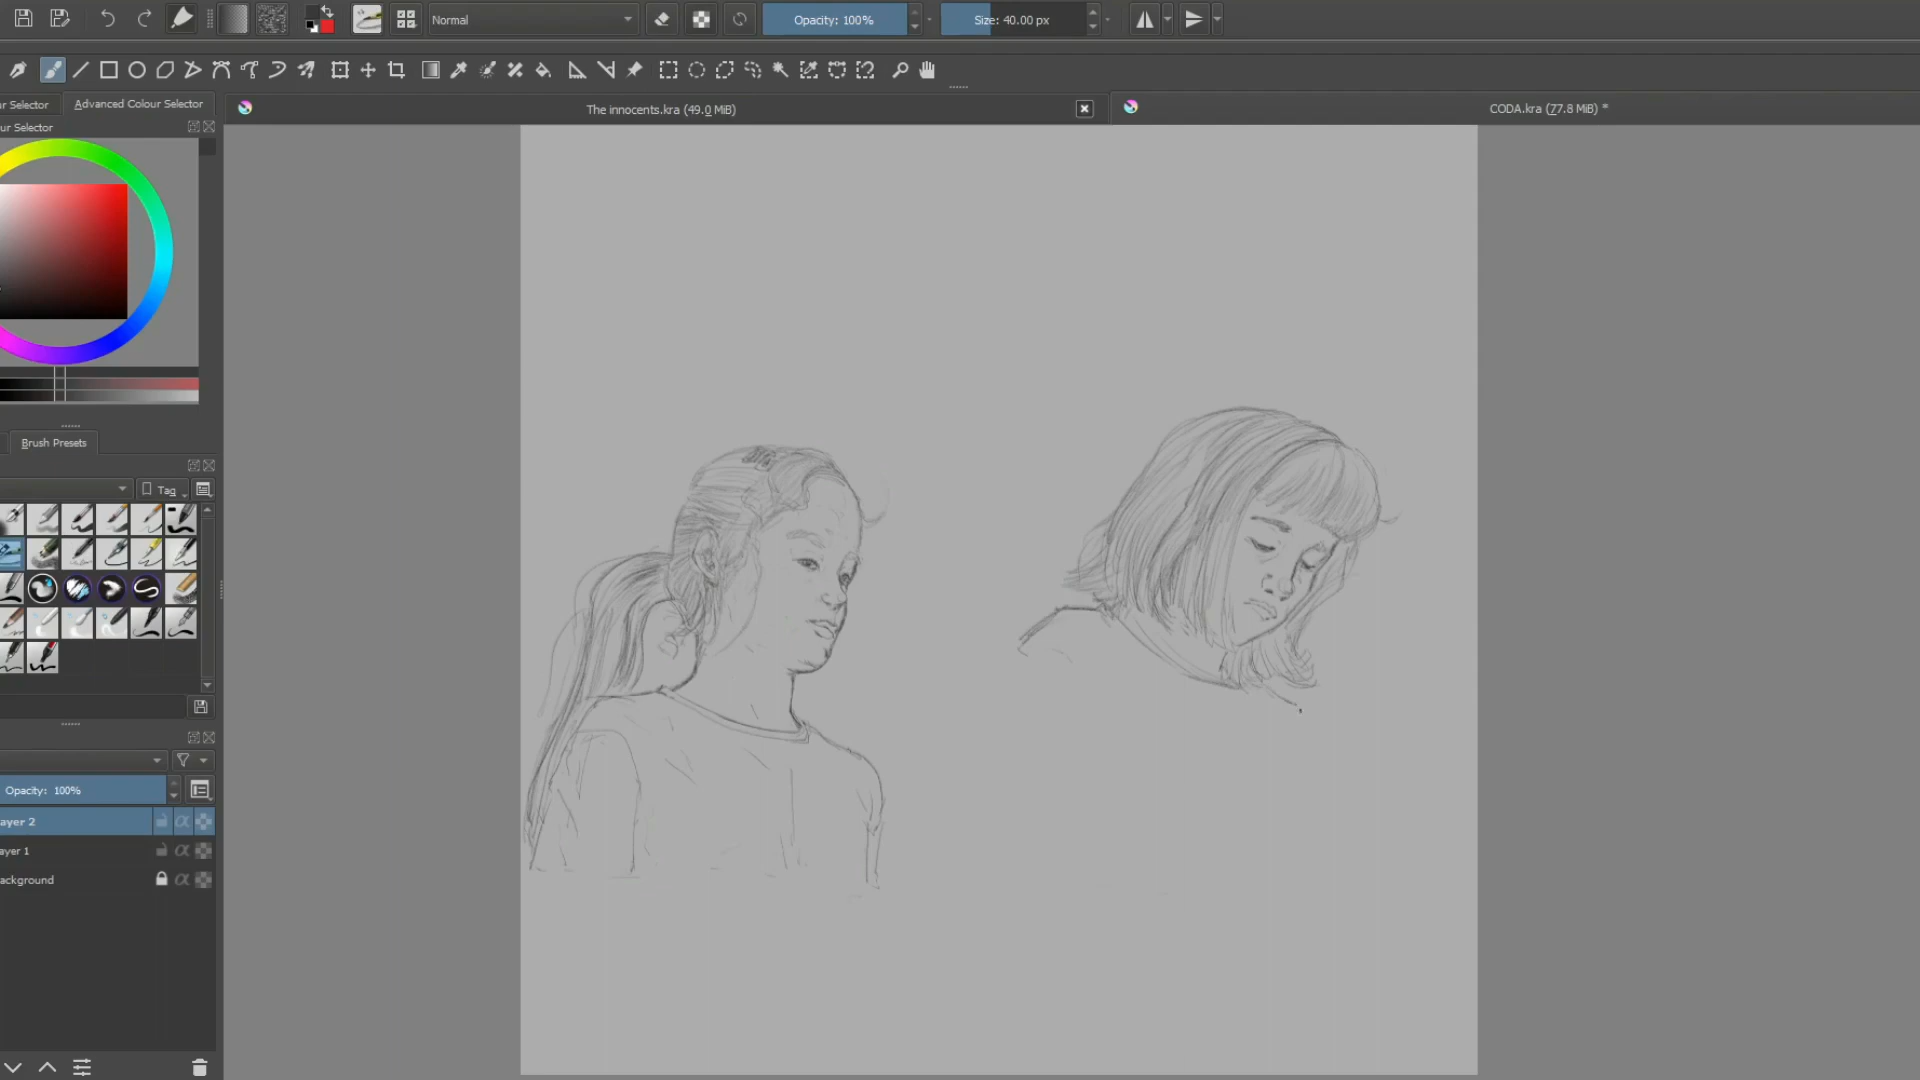 Normal
Opacity: 100%
Size: 40.00 px
ur Selector
Advanced Colour Selector
The innocents.kra (49.0 MiB)
CODA.kra (77.8 MiB) *
ur Selector
Brush Presets
Tag
Opacity: 100%
ayer 2
ayer 1
ackground